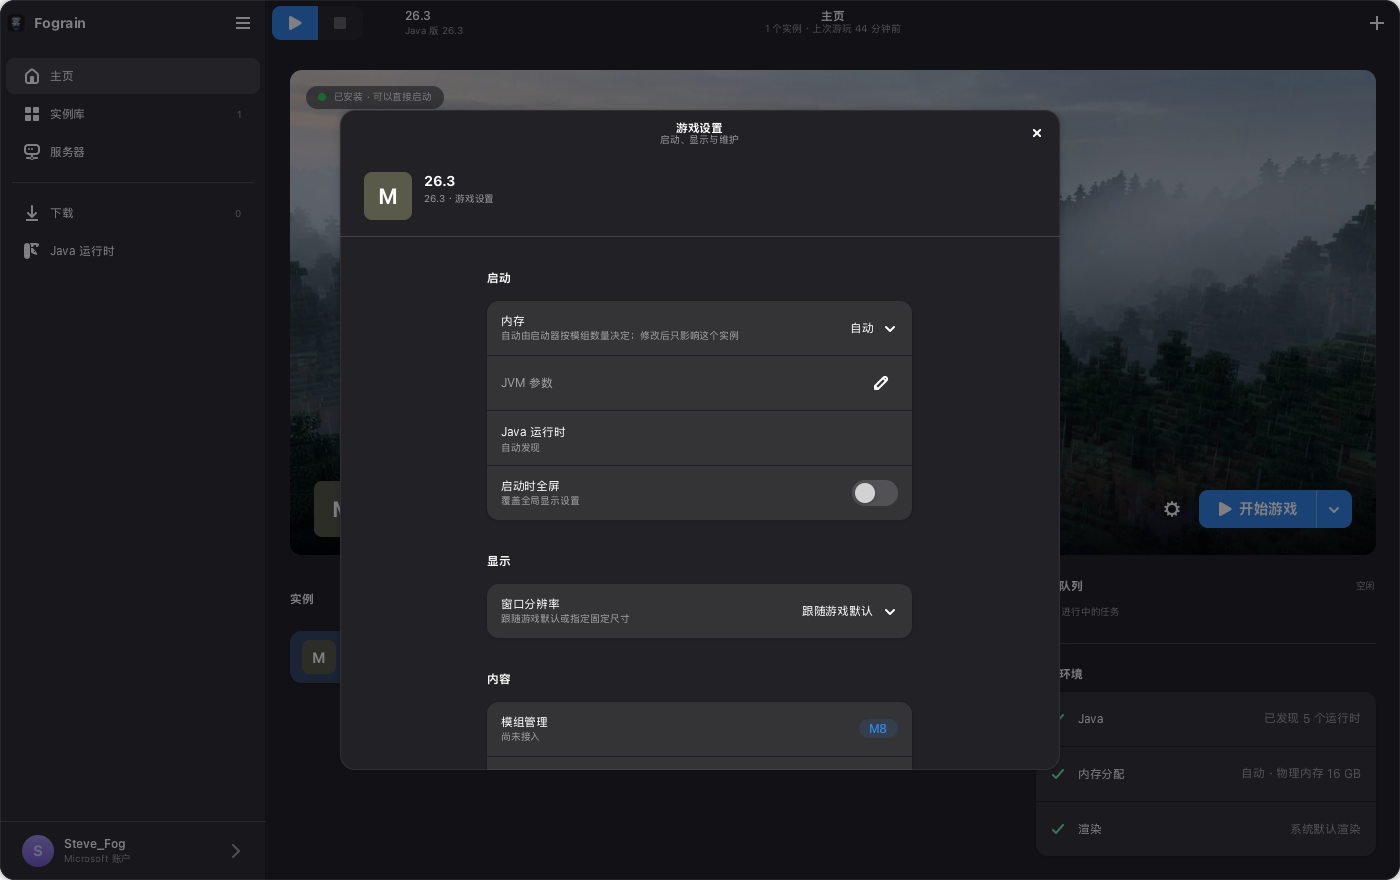 Fograin
26.3
Java 版 26.3
主页
1 个实例 · 上次游玩 44 分钟前
主页
实例库
1
服务器
下载
0
Java 运行时
已安装 · 可以直接启动
游戏设置
启动、显示与维护
M
26.3
26.3 · 游戏设置
启动
内存
自动由启动器按模组数量决定；修改后只影响这个实例
自动
JVM 参数
Java 运行时
自动发现
启动时全屏
覆盖全局显示设置
显示
窗口分辨率
跟随游戏默认或指定固定尺寸
跟随游戏默认
内容
模组管理
尚未接入
M8
开始游戏
实例
M
队列
空闲
进行中的任务
环境
Java
已发现 5 个运行时
内存分配
自动 · 物理内存 16 GB
渲染
系统默认渲染
S
Steve_Fog
Microsoft 账户